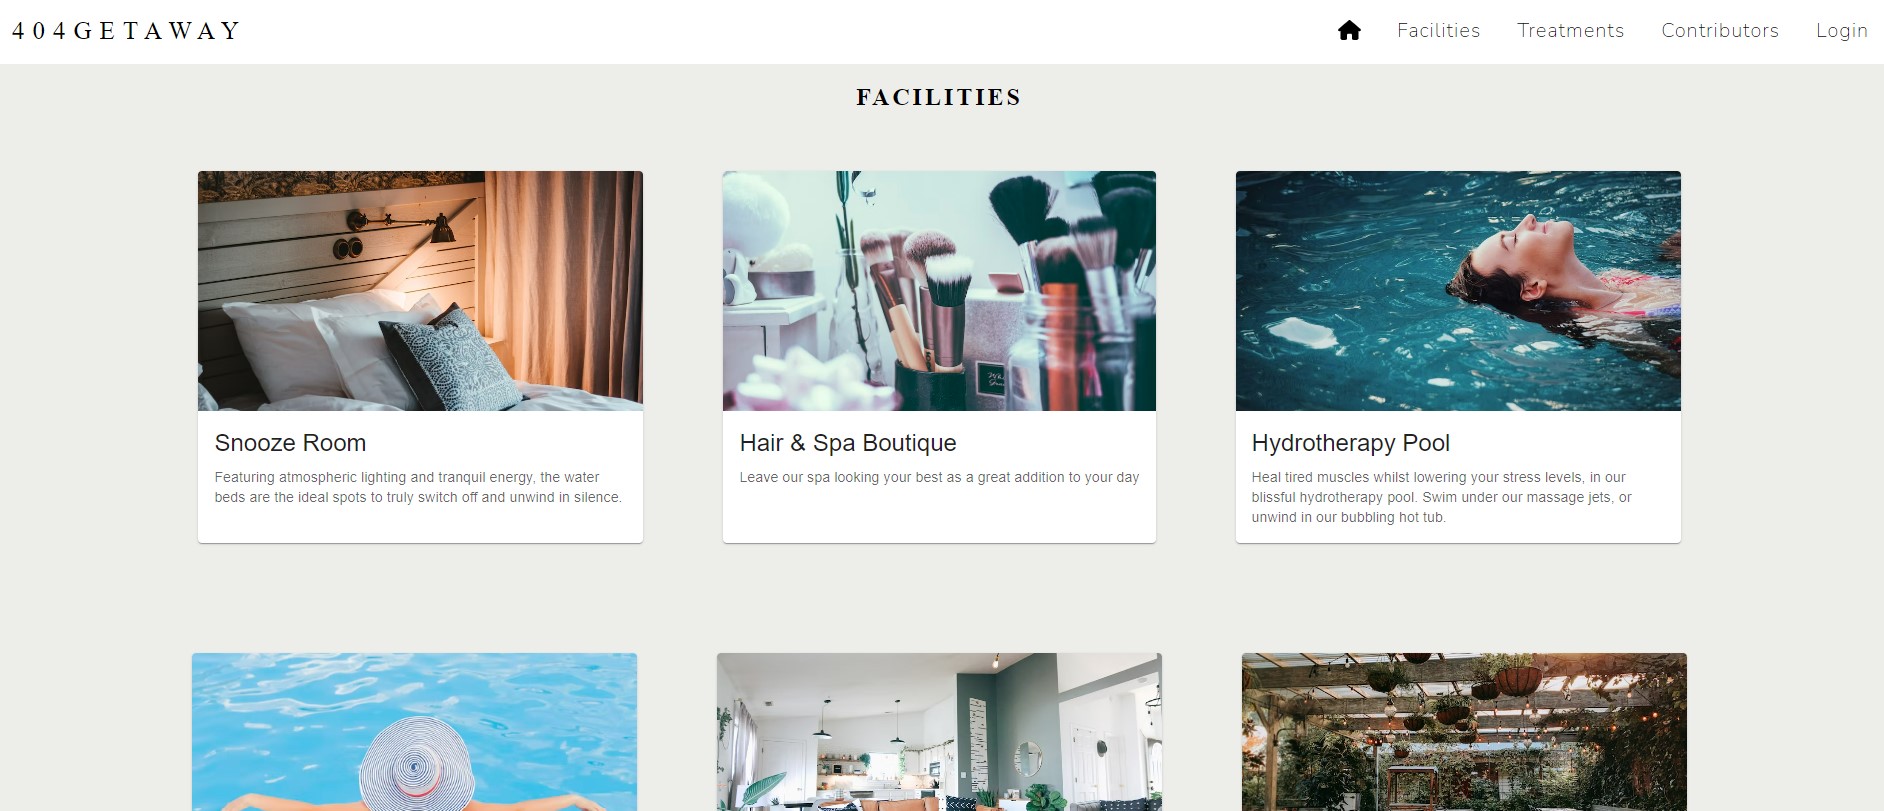 404GETAWAY
Facilities
Treatments
Contributors
Login
FACILITIES
Snooze Room
Featuring atmospheric lighting and tranquil energy, the water
beds are the ideal spots to truly switch off and unwind in silence.
Hair & Spa Boutique
Leave our spa looking your best as a great addition to your day
Hydrotherapy Pool
Heal tired muscles whilst lowering your stress levels, in our
blissful hydrotherapy pool. Swim under our massage jets, or
unwind in our bubbling hot tub.